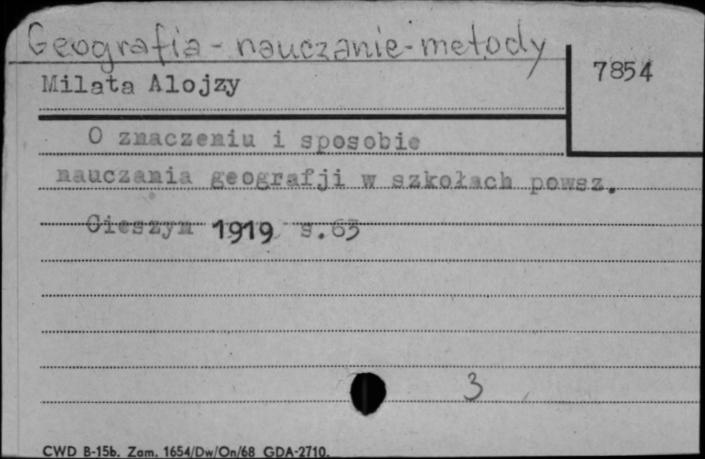 Geografia - nauczanie - metody
7854
Milata Alojzy
O znaczeniu i sposobie
nauczania geografji w szkołach powsz.
Cieszyn 1919 s.63
3
CWD B-15b. Zam. 1654/Dw/On/68 GDA-2710.